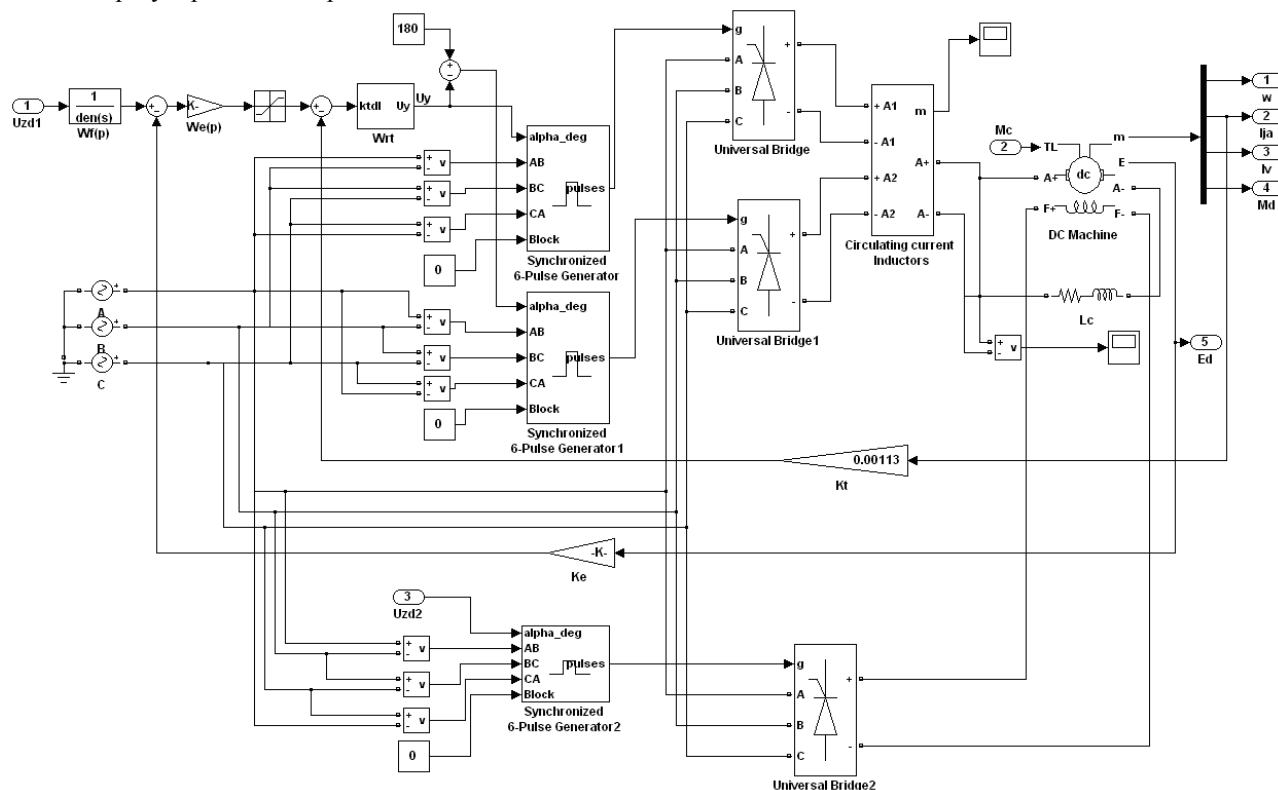 180
1
Uzd1
1
den(s)
Wf(p)
K-
We(p)
ktdl
Uy
Uy
Wrt
alpha_deg
AB
BC
CA
Block
pulses
Synchronized
6-Pulse Generator
+
-
v
+
-
v
+
-
v
0
g
A
B
C
+
-
Universal Bridge
g
A
B
C
+
-
Universal Bridge1
+ A1
- A1
+ A2
- A2
m
A+
A-
Circulating current
Inductors
Mc
2
TL
m
E
A+
dc
A-
F+
F-
DC Machine
1
w
2
Ija
3
Iv
4
Md
Lc
+
-
v
5
Ed
A
B
C
+
-
v
+
-
v
+
-
v
0
alpha_deg
AB
BC
CA
Block
pulses
Synchronized
6-Pulse Generator1
0.00113
Kt
-K-
Ke
3
Uzd2
+
-
v
+
-
v
+
-
v
0
alpha_deg
AB
BC
CA
Block
pulses
Synchronized
6-Pulse Generator2
g
A
B
C
+
-
Universal Bridge2